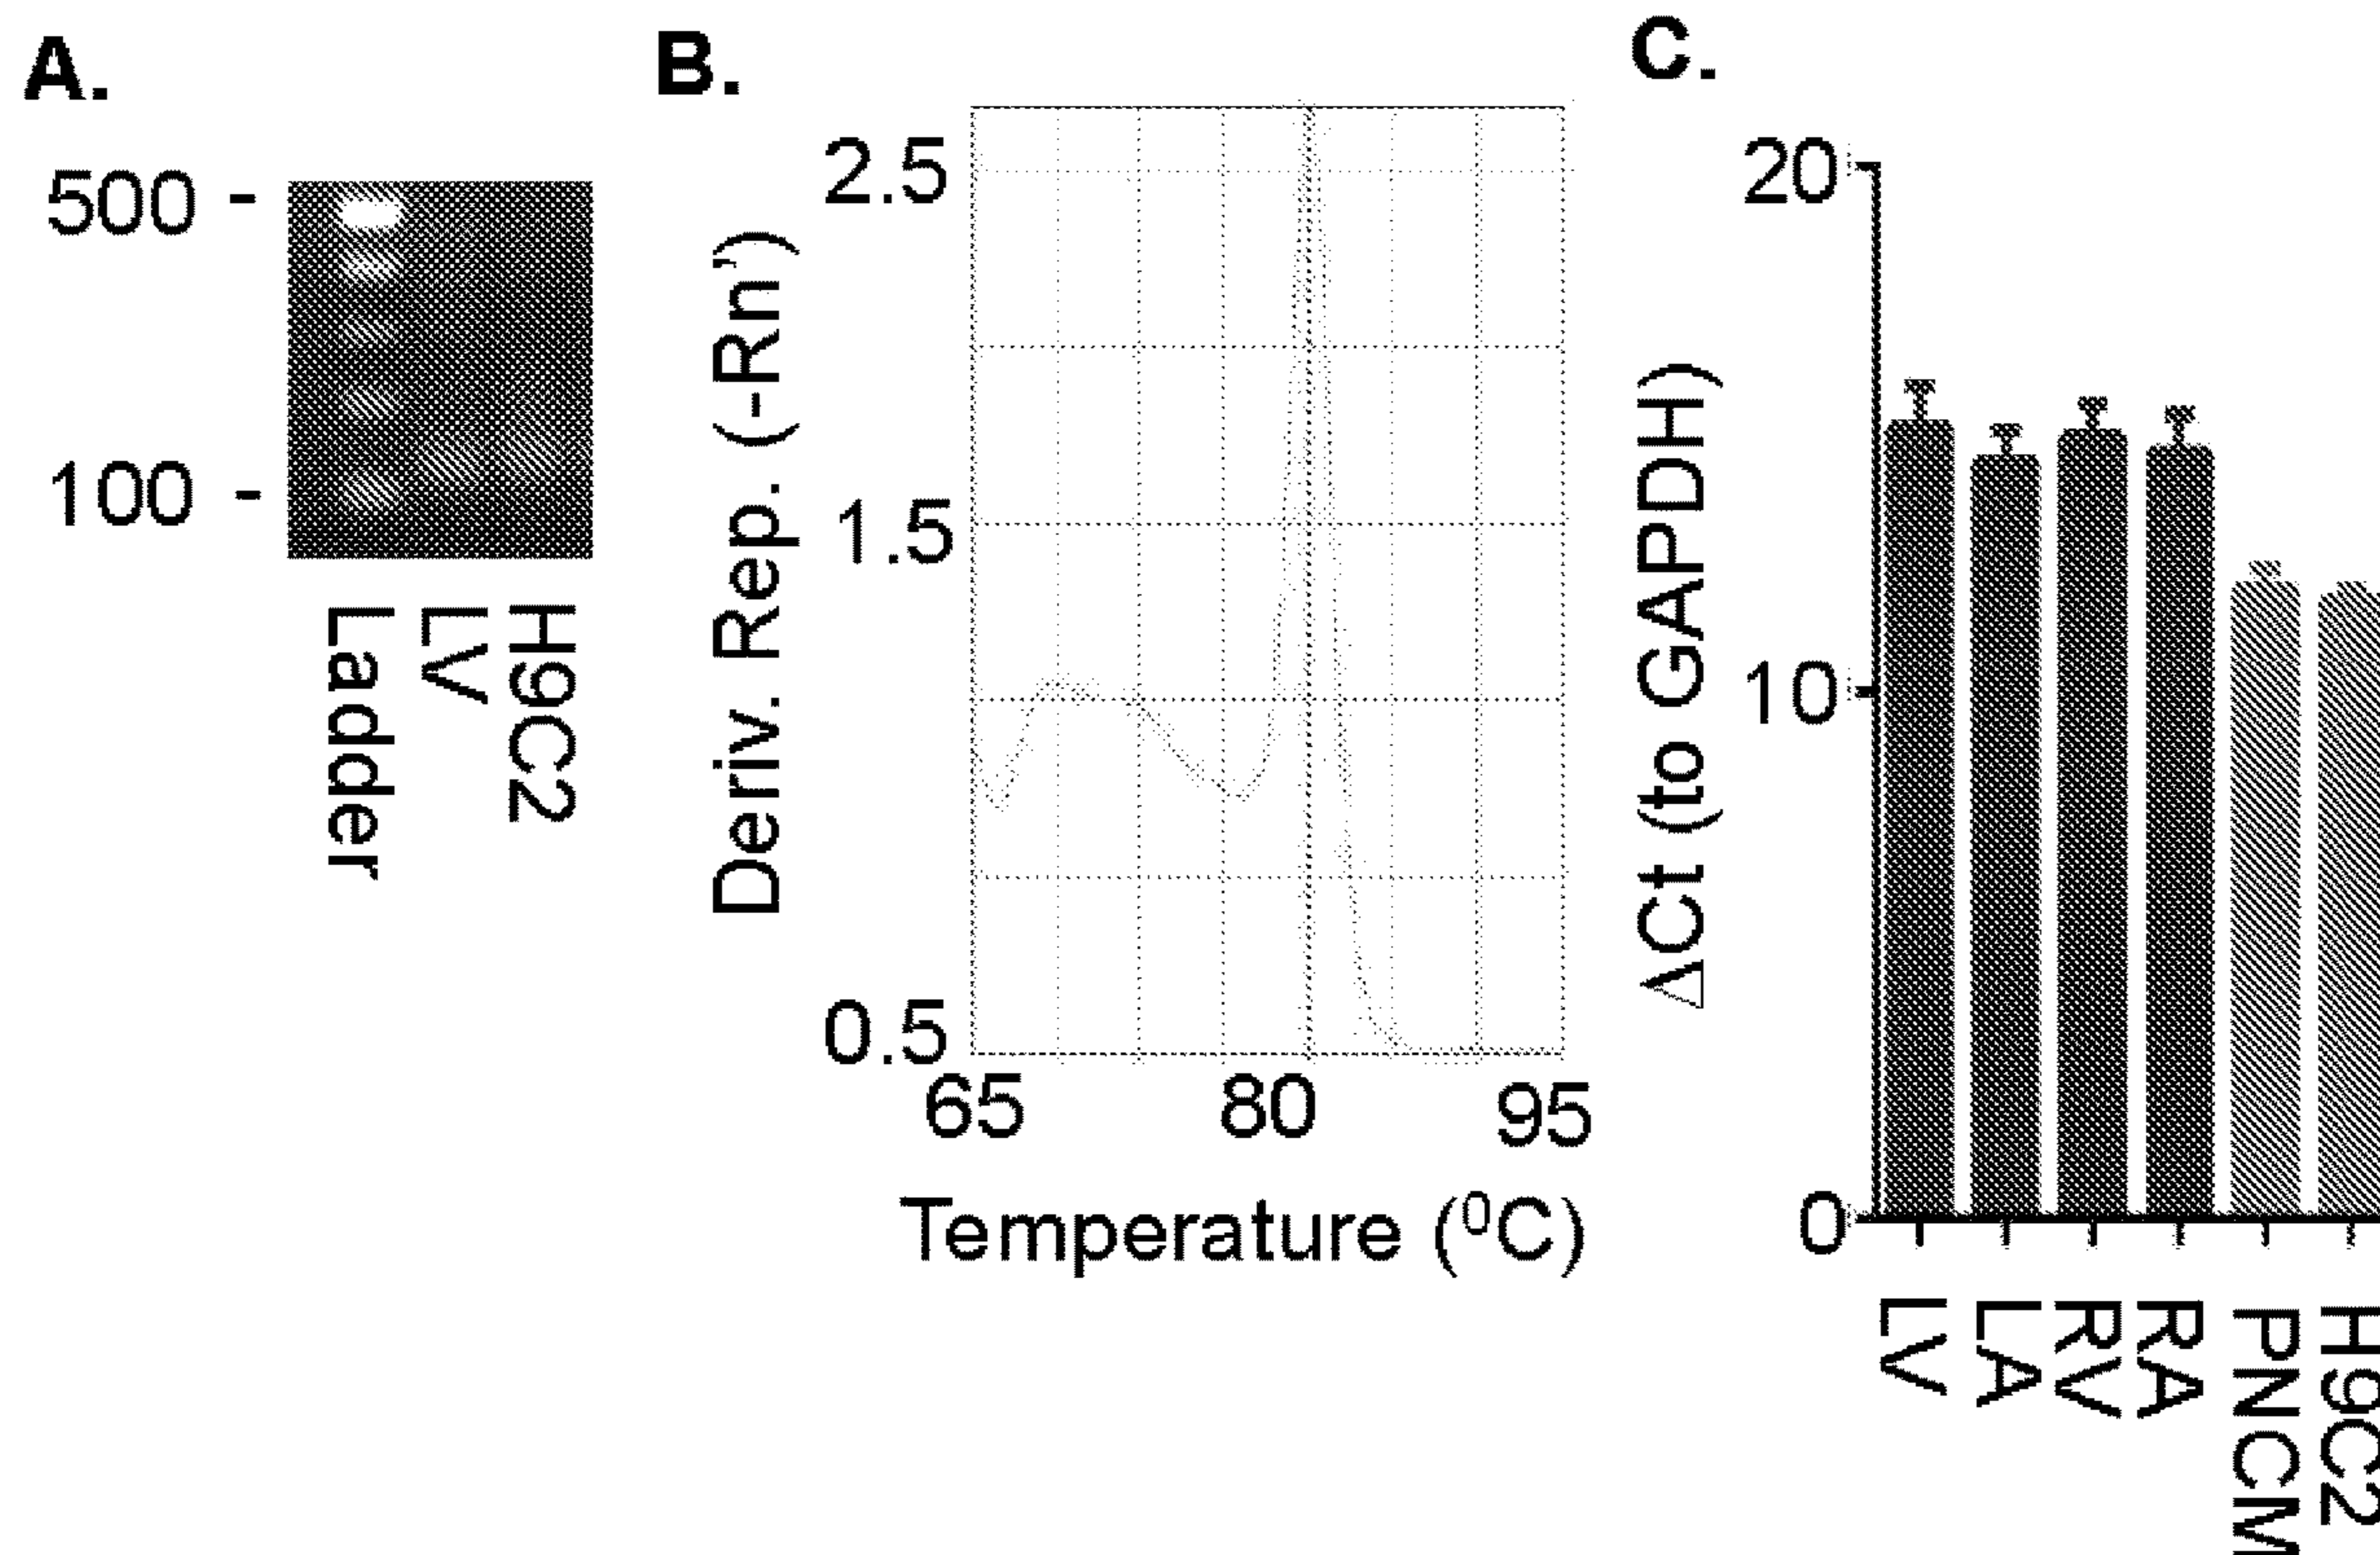 A.
500 -
100 -
Ladder
LV
H9C2
B.
2.5
1.5
0.5
Deriv. Rep. (-Rn’)
65 80 95
Temperature (⁰C)
C.
20
10
0
ΔCt (to GAPDH)
LV
LA
RV
RA
PNCM
H9C2